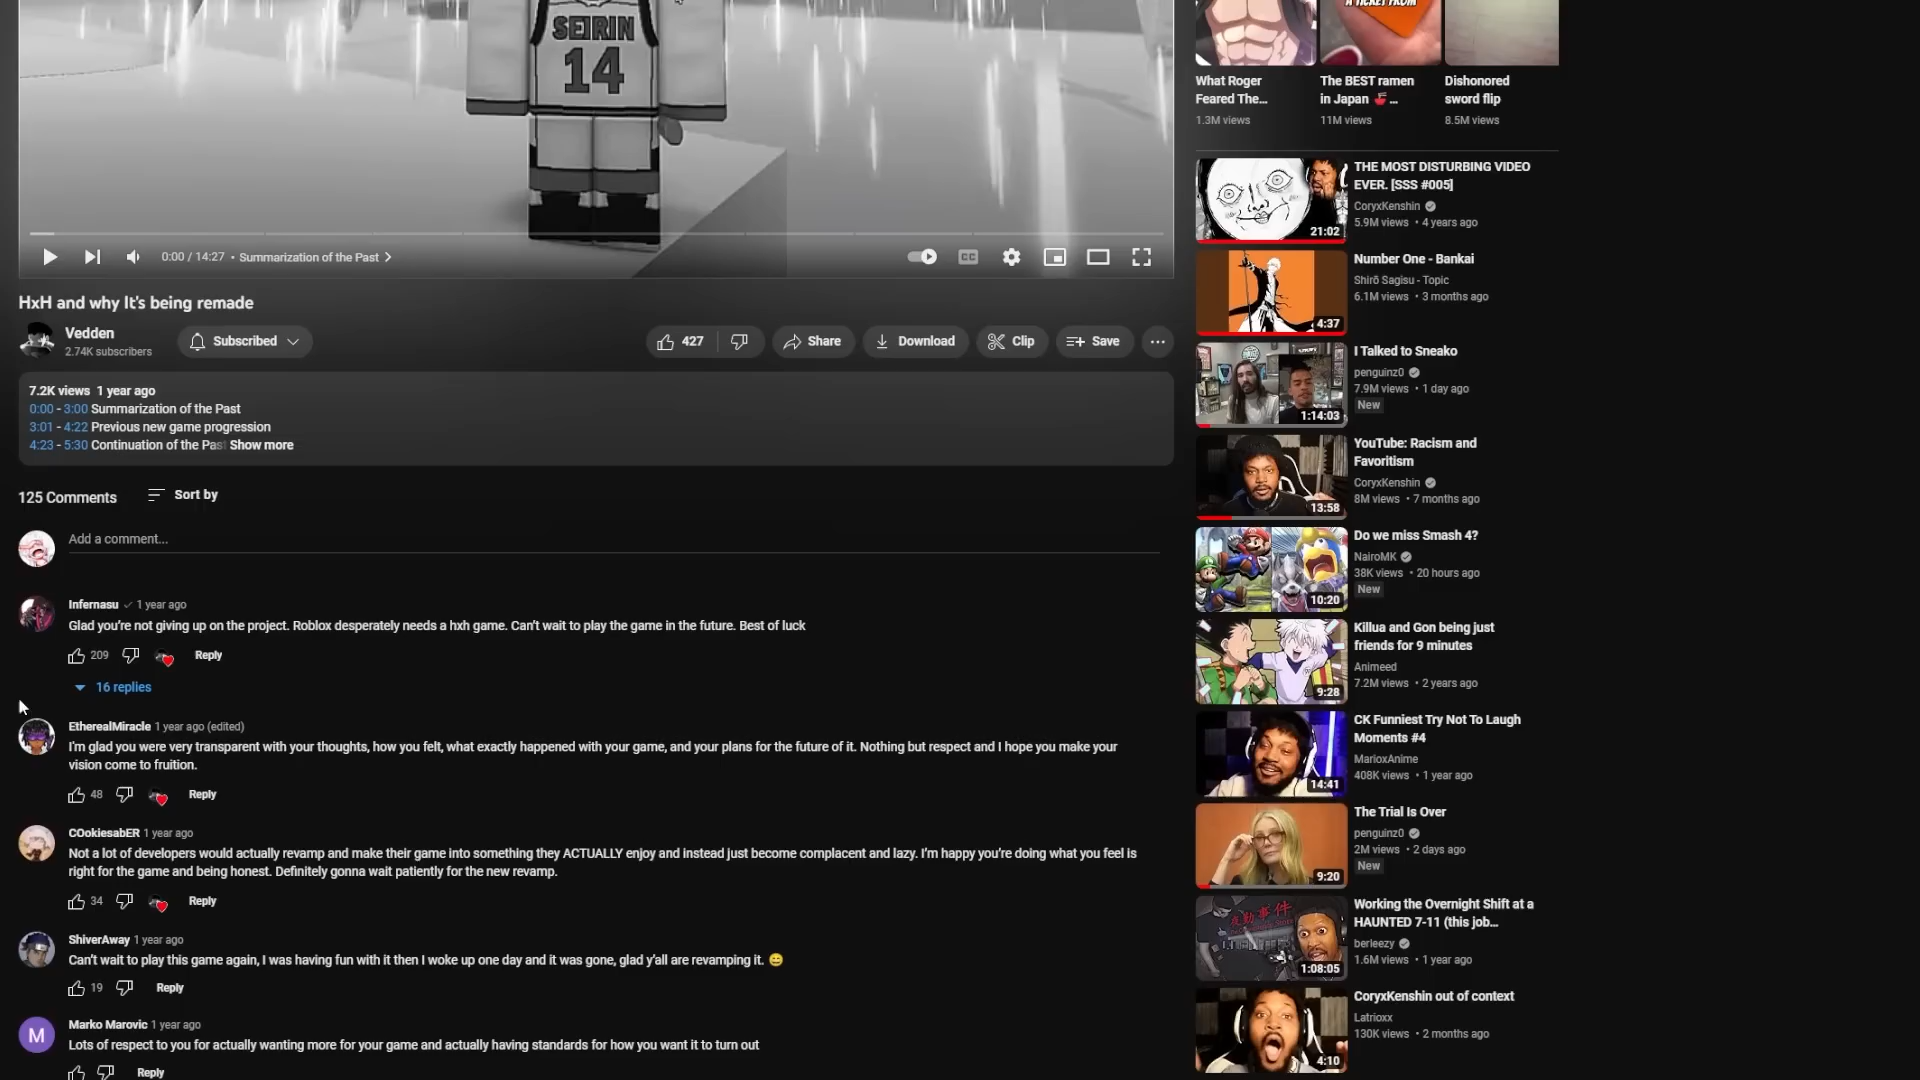 SEIRIN
14
0:00 / 14:27 • Summarization of the Past
CC
HxH and why It's being remade
Vedden
2.74K subscribers
Subscribed
427
Share
Download
Clip
Save
7.2K views 1 year ago
0:00 - 3:00 Summarization of the Past
3:01 - 4:22 Previous new game progression
4:23 - 5:30 Continuation of the Pas Show more
125 Comments
Sort by
Add a comment...
Infernasu 1 year ago
Glad you're not giving up on the project. Roblox desperately needs a hxh game. Can't wait to play the game in the future. Best of luck
209
Reply
16 replies
EtherealMiracle 1 year ago (edited)
I'm glad you were very transparent with your thoughts, how you felt, what exactly happened with your game, and your plans for the future of it. Nothing but respect and I hope you make your
vision come to fruition.
48
Reply
COokiesabER 1 year ago
Not a lot of developers would actually revamp and make their game into something they ACTUALLY enjoy and instead just become complacent and lazy. I'm happy you're doing what you feel is
right for the game and being honest. Definitely gonna wait patiently for the new revamp.
34
Reply
ShiverAway 1 year ago
Can't wait to play this game again, I was having fun with it then I woke up one day and it was gone, glad y'all are revamping it. 😄
19
Reply
M
Marko Marovic 1 year ago
Lots of respect to you for actually wanting more for your game and actually having standards for how you want it to turn out
Reply
A TICKET FROM
What Roger
Feared The...
1.3M views
The BEST ramen
in Japan 🍜 ...
11M views
Dishonored
sword flip
8.5M views
THE MOST DISTURBING VIDEO
EVER. [SSS #005]
CoryxKenshin
5.9M views • 4 years ago
21:02
Number One - Bankai
Shirō Sagisu - Topic
6.1M views • 3 months ago
4:37
I Talked to Sneako
penguinz0
7.9M views • 1 day ago
New
1:14:03
YouTube: Racism and
Favoritism
CoryxKenshin
8M views • 7 months ago
13:58
Do we miss Smash 4?
NairoMK
38K views • 20 hours ago
New
10:20
Killua and Gon being just
friends for 9 minutes
Animeed
7.2M views • 2 years ago
9:28
CK Funniest Try Not To Laugh
Moments #4
MarioxAnime
408K views • 1 year ago
14:41
The Trial Is Over
penguinz0
2M views • 2 days ago
New
9:20
Working the Overnight Shift at a
HAUNTED 7-11 (this job...
berleezy
1.6M views • 1 year ago
1:08:05
CoryxKenshin out of context
Latrioxx
130K views • 2 months ago
4:10